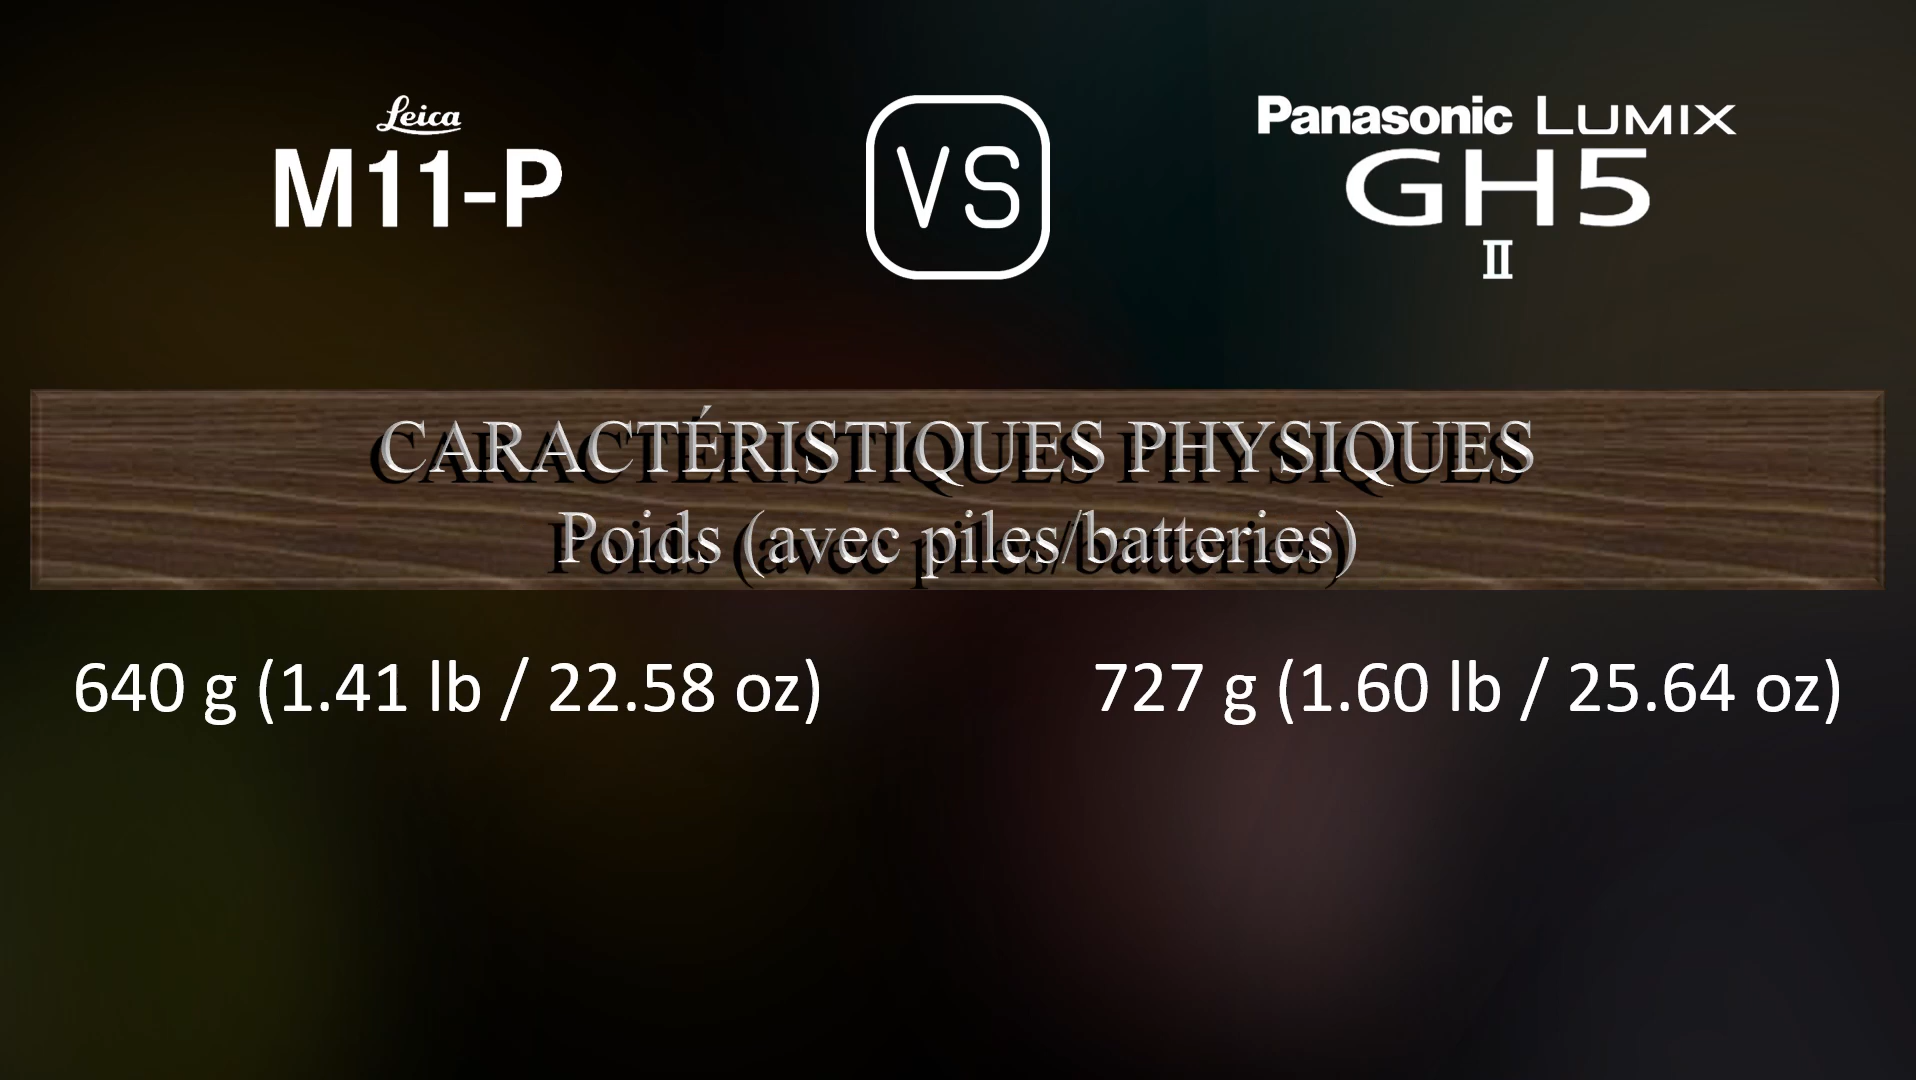 Leica
M11-P
VS
Panasonic LUMIX
GH5
II
CARACTÉRISTIQUES PHYSIQUES
Poids (avec piles/batteries)
640 g (1.41 lb / 22.58 oz)
727 g (1.60 lb / 25.64 oz)